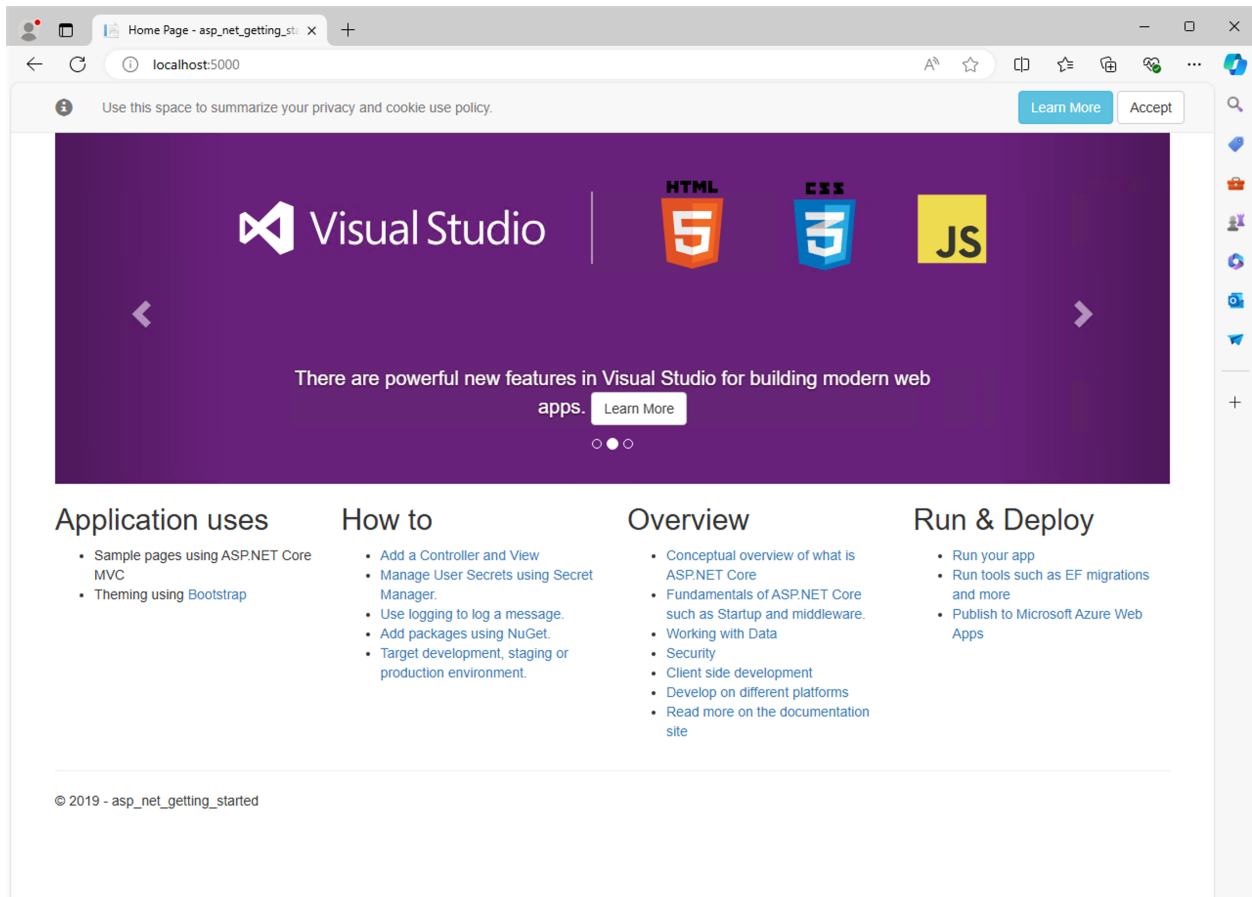 Home Page - asp_net_getting_sta
localhost:5000
Use this space to summarize your privacy and cookie use policy.
Learn More
Accept
Visual Studio
HTML
5
CSS
3
JS
There are powerful new features in Visual Studio for building modern web
apps. Learn More
Application uses
Sample pages using ASP.NET Core
MVC
Theming using Bootstrap
How to
Add a Controller and View
Manage User Secrets using Secret
Manager.
Use logging to log a message.
Add packages using NuGet.
Target development, staging or
production environment.
Overview
Conceptual overview of what is
ASP.NET Core
Fundamentals of ASP.NET Core
such as Startup and middleware.
Working with Data
Security
Client side development
Develop on different platforms
Read more on the documentation
site
Run & Deploy
Run your app
Run tools such as EF migrations
and more
Publish to Microsoft Azure Web
Apps
© 2019 - asp_net_getting_started